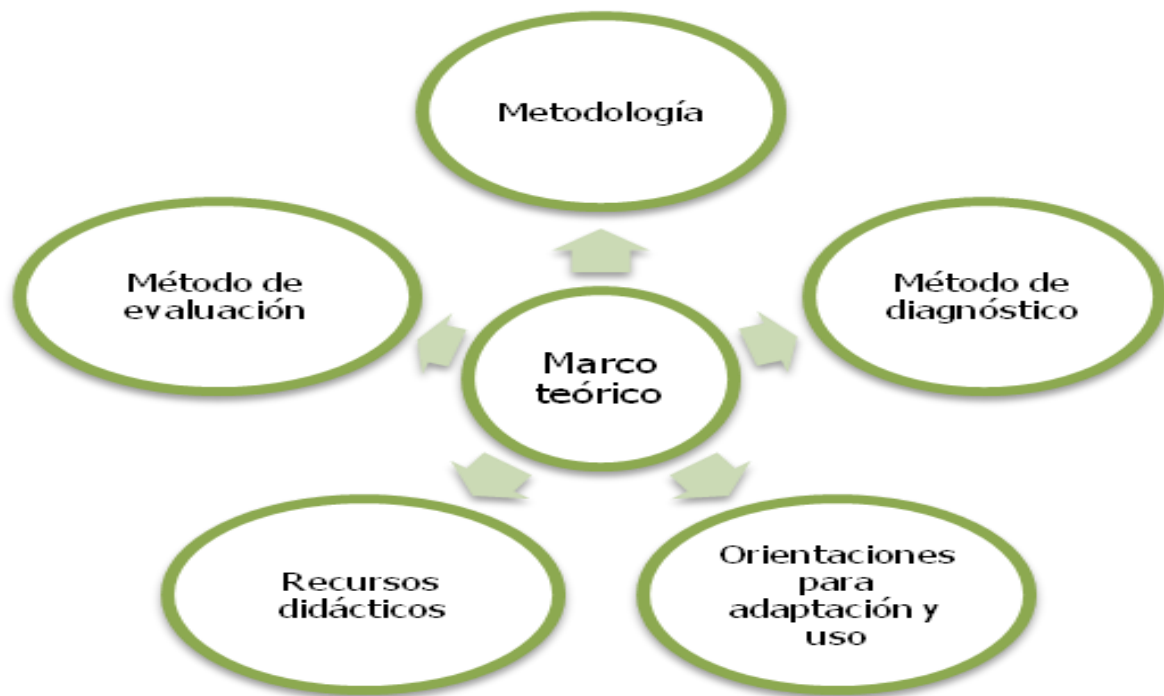 Metodología
Método de
evaluación
Método de
diagnóstico
Marco
teórico
Recursos
didácticos
Orientaciones
para
adaptación y
uso